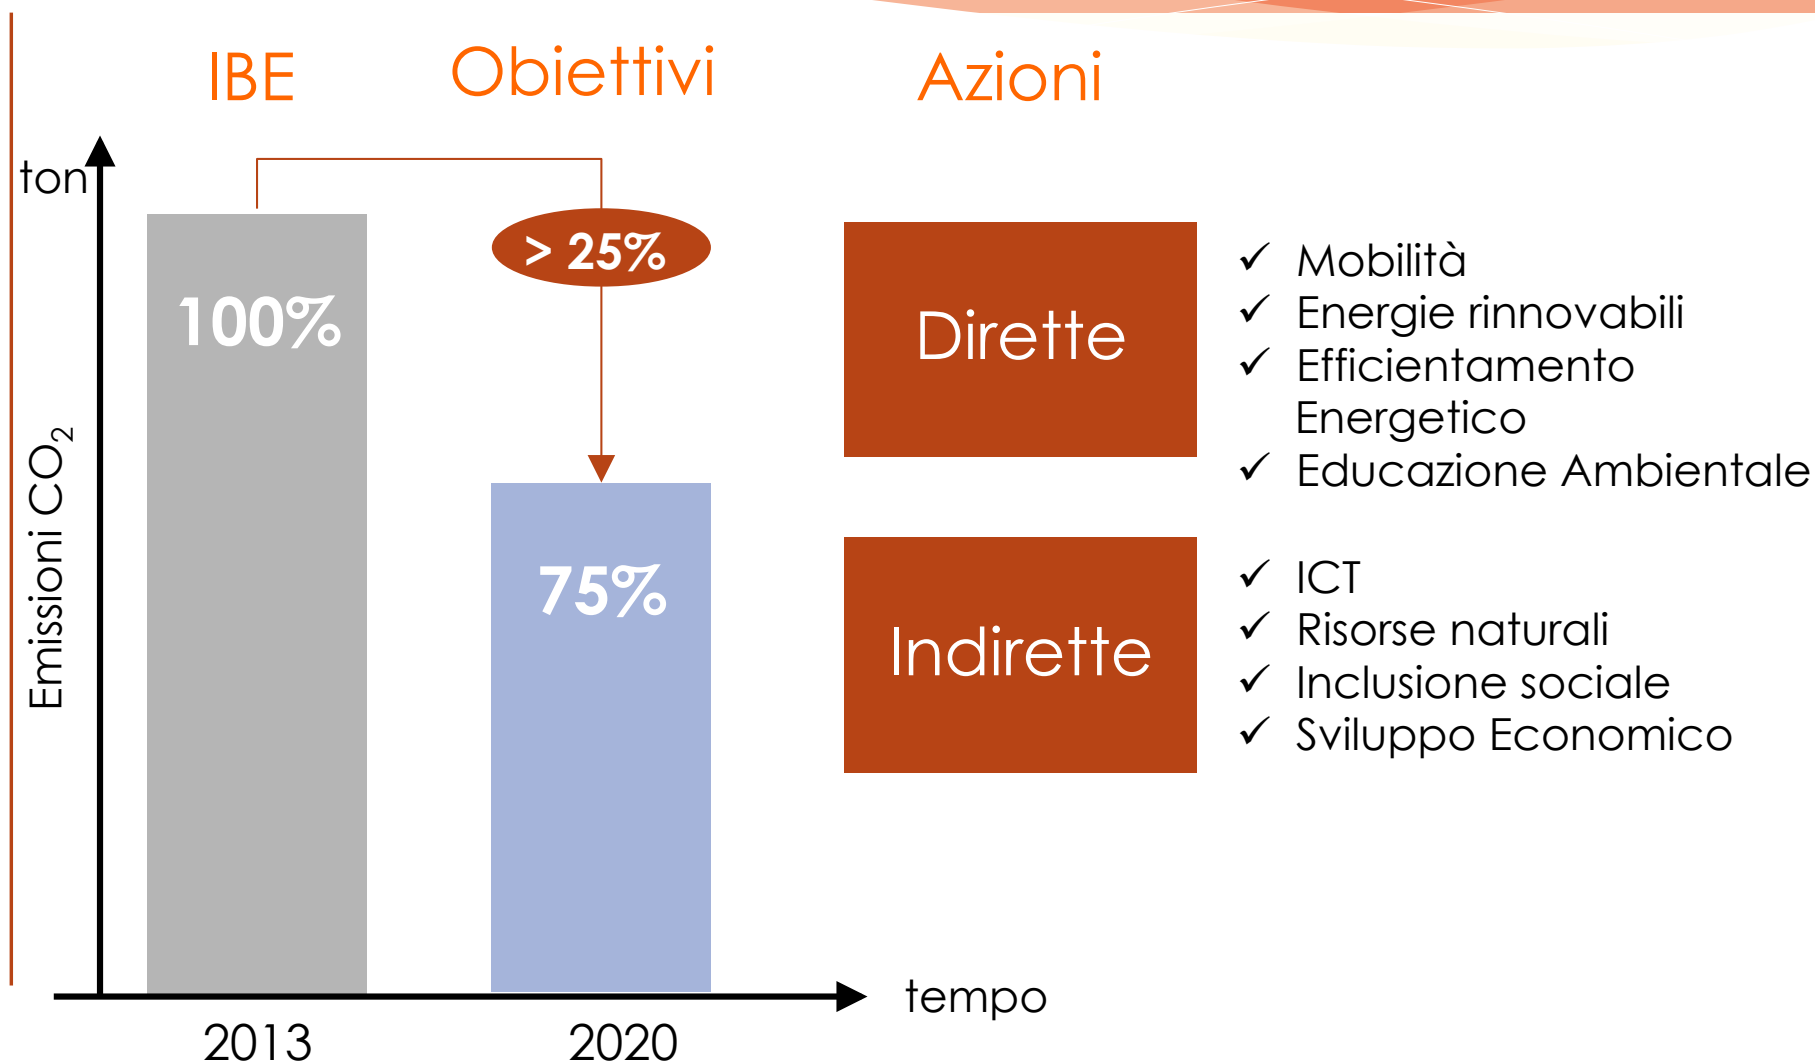 IBE
Obiettivi
Azioni
ton
Emissioni CO₂
100%
> 25%
75%
2013
2020
tempo
Dirette
✓ Mobilità
✓ Energie rinnovabili
✓ Efficientamento
Energetico
✓ Educazione Ambientale
Indirette
✓ ICT
✓ Risorse naturali
✓ Inclusione sociale
✓ Sviluppo Economico